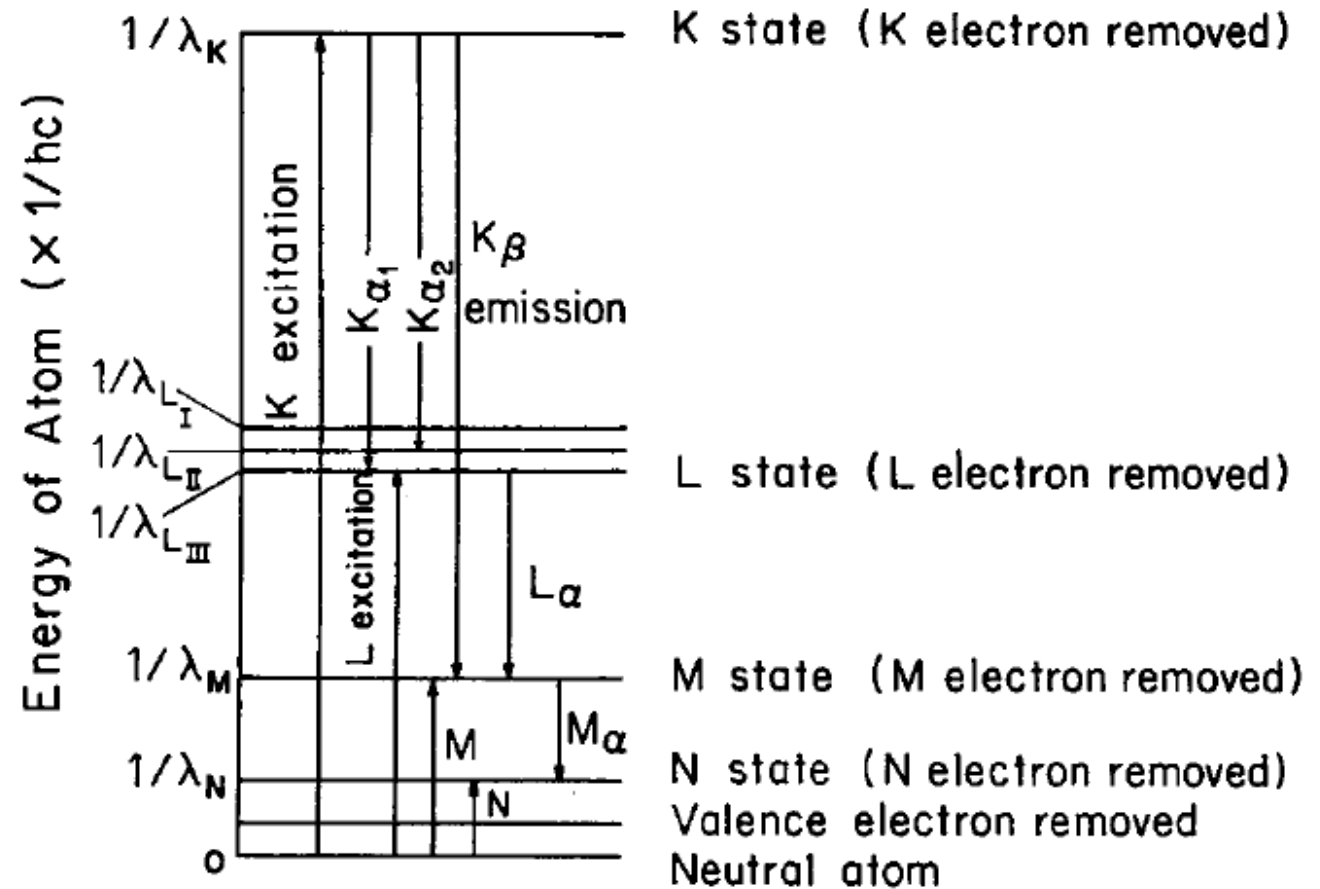 1/λK
K state (K electron removed)
Energy of Atom (× 1/hc)
K excitation
Kα1
Kα2
Kβ
emission
1/λLI
1/λLII
1/λLIII
L state (L electron removed)
L excitation
Lα
1/λM
M state (M electron removed)
M
Mα
1/λN
N state (N electron removed)
N
Valence electron removed
0
Neutral atom